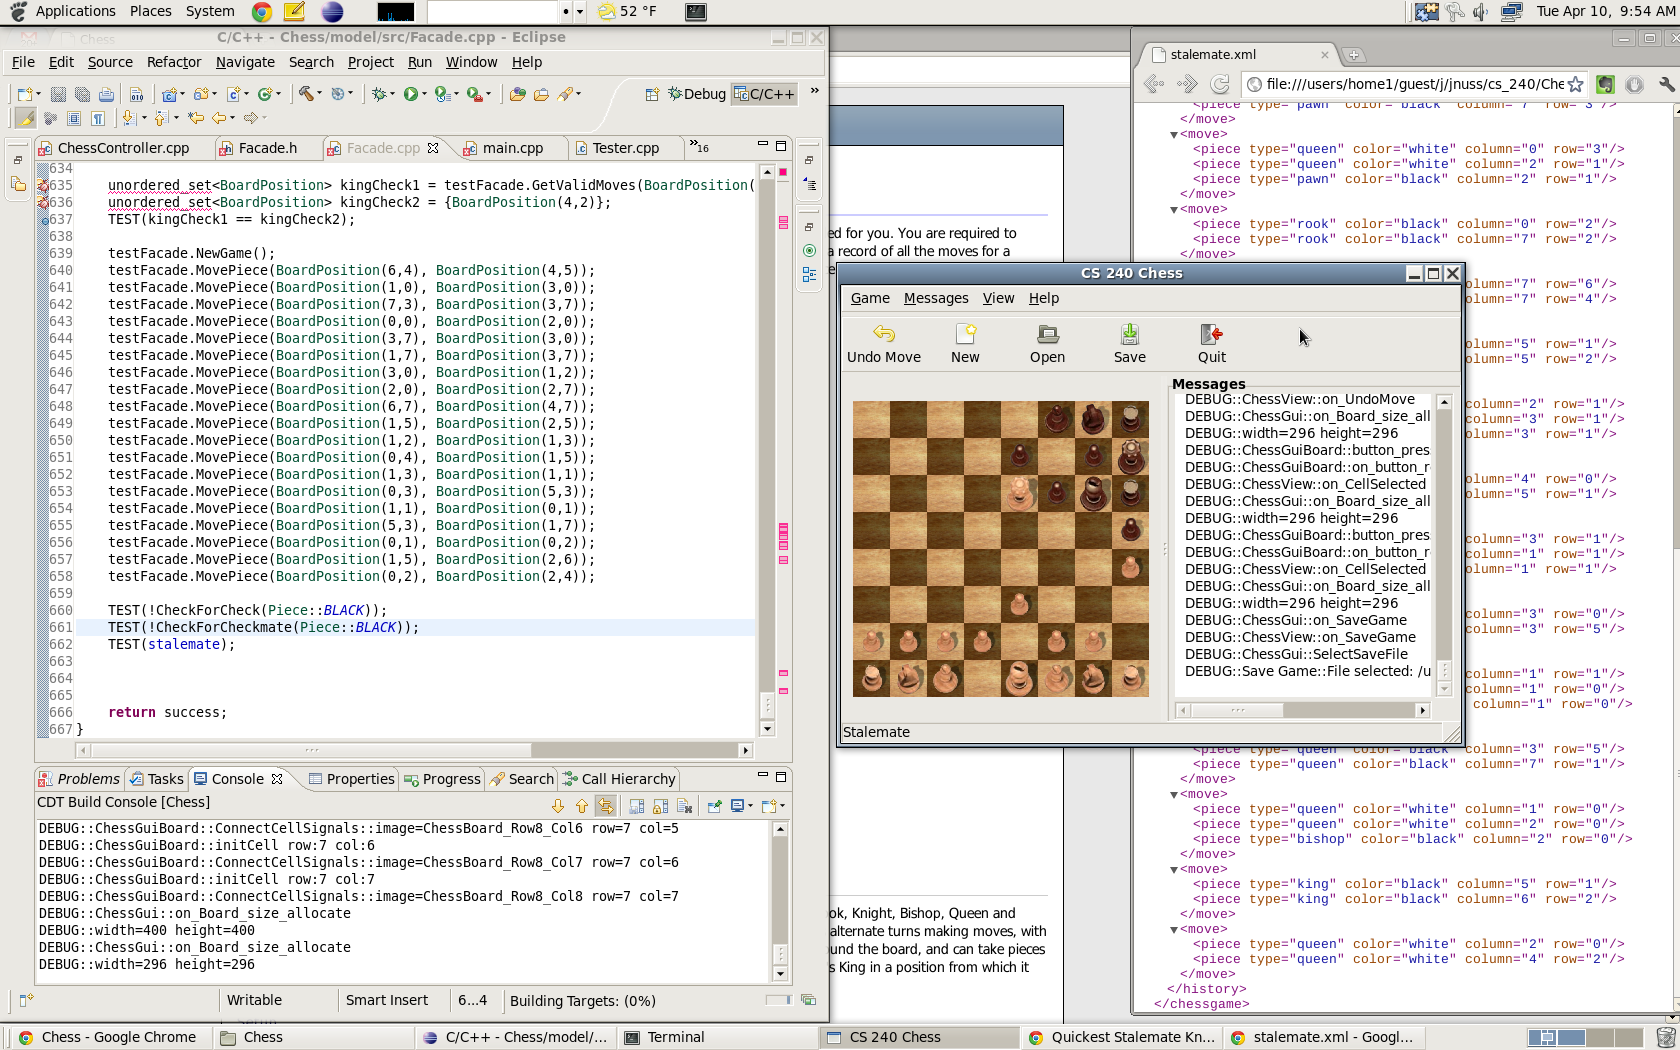 Applications Places System 52 °F Tue Apr 10, 9:54 AM
C/C++ - Chess/model/src/Facade.cpp - Eclipse
File Edit Source Refactor Navigate Search Project Run Window Help
Debug C/C++ »
ChessController.cpp Facade.h Facade.cpp main.cpp Tester.cpp »16
634
635 unordered_set<BoardPosition> kingCheck1 = testFacade.GetValidMoves(BoardPosition(
636 unordered_set<BoardPosition> kingCheck2 = {BoardPosition(4,2)};
637 TEST(kingCheck1 == kingCheck2);
638
639 testFacade.NewGame();
640 testFacade.MovePiece(BoardPosition(6,4), BoardPosition(4,5));
641 testFacade.MovePiece(BoardPosition(1,0), BoardPosition(3,0));
642 testFacade.MovePiece(BoardPosition(7,3), BoardPosition(3,7));
643 testFacade.MovePiece(BoardPosition(0,0), BoardPosition(2,0));
644 testFacade.MovePiece(BoardPosition(3,7), BoardPosition(3,0));
645 testFacade.MovePiece(BoardPosition(1,7), BoardPosition(3,7));
646 testFacade.MovePiece(BoardPosition(3,0), BoardPosition(1,2));
647 testFacade.MovePiece(BoardPosition(2,0), BoardPosition(2,7));
648 testFacade.MovePiece(BoardPosition(6,7), BoardPosition(4,7));
649 testFacade.MovePiece(BoardPosition(1,5), BoardPosition(2,5));
650 testFacade.MovePiece(BoardPosition(1,2), BoardPosition(1,3));
651 testFacade.MovePiece(BoardPosition(0,4), BoardPosition(1,5));
652 testFacade.MovePiece(BoardPosition(1,3), BoardPosition(1,1));
653 testFacade.MovePiece(BoardPosition(0,3), BoardPosition(5,3));
654 testFacade.MovePiece(BoardPosition(1,1), BoardPosition(0,1));
655 testFacade.MovePiece(BoardPosition(5,3), BoardPosition(1,7));
656 testFacade.MovePiece(BoardPosition(0,1), BoardPosition(0,2));
657 testFacade.MovePiece(BoardPosition(1,5), BoardPosition(2,6));
658 testFacade.MovePiece(BoardPosition(0,2), BoardPosition(2,4));
659
660 TEST(!CheckForCheck(Piece::BLACK));
661 TEST(!CheckForCheckmate(Piece::BLACK));
662 TEST(stalemate);
663
664
665
666 return success;
667 }
Problems Tasks Console Properties Progress Search Call Hierarchy
CDT Build Console [Chess]
DEBUG::ChessGuiBoard::ConnectCellSignals::image=ChessBoard_Row8_Col6 row=7 col=5
DEBUG::ChessGuiBoard::initCell row:7 col:6
DEBUG::ChessGuiBoard::ConnectCellSignals::image=ChessBoard_Row8_Col7 row=7 col=6
DEBUG::ChessGuiBoard::initCell row:7 col:7
DEBUG::ChessGuiBoard::ConnectCellSignals::image=ChessBoard_Row8_Col8 row=7 col=7
DEBUG::ChessGui::on_Board_size_allocate
DEBUG::width=400 height=400
DEBUG::ChessGui::on_Board_size_allocate
DEBUG::width=296 height=296
Writable Smart Insert 6...4 Building Targets: (0%)
ed for you. You are required to
a record of all the moves for a
CS 240 Chess
Game Messages View Help
Undo Move New Open Save Quit
Messages
DEBUG::ChessView::on_UndoMove
DEBUG::ChessGui::on_Board_size_all
DEBUG::width=296 height=296
DEBUG::ChessGuiBoard::button_pres
DEBUG::ChessGuiBoard::on_button_r
DEBUG::ChessView::on_CellSelected
DEBUG::ChessGui::on_Board_size_all
DEBUG::width=296 height=296
DEBUG::ChessGuiBoard::button_pres
DEBUG::ChessGuiBoard::on_button_r
DEBUG::ChessView::on_CellSelected
DEBUG::ChessGui::on_Board_size_all
DEBUG::width=296 height=296
DEBUG::ChessGui::on_SaveGame
DEBUG::ChessView::on_SaveGame
DEBUG::ChessGui::SelectSaveFile
DEBUG::Save Game::File selected: /u
Stalemate
ok, Knight, Bishop, Queen and
alternate turns making moves, with
und the board, and can take pieces
s King in a position from which it
stalemate.xml
file:///users/home1/guest/j/jnuss/cs_240/Che
<piece type="pawn" color="black" column="7" row="3"/>
</move>
<move>
<piece type="queen" color="white" column="0" row="3"/>
<piece type="queen" color="white" column="2" row="1"/>
<piece type="pawn" color="black" column="2" row="1"/>
</move>
<move>
<piece type="rook" color="black" column="0" row="2"/>
<piece type="rook" color="black" column="7" row="2"/>
</move>
olumn="7" row="6"/>
olumn="7" row="4"/>
olumn="5" row="1"/>
olumn="5" row="2"/>
column="2" row="1"/>
column="3" row="1"/>
column="3" row="1"/>
olumn="4" row="0"/>
olumn="5" row="1"/>
column="3" row="1"/>
column="1" row="1"/>
column="1" row="1"/>
column="3" row="0"/>
column="3" row="5"/>
column="1" row="1"/>
column="1" row="0"/>
column="1" row="0"/>
<piece type="queen" color="black" column="3" row="5"/>
<piece type="queen" color="black" column="7" row="1"/>
</move>
<move>
<piece type="queen" color="white" column="1" row="0"/>
<piece type="queen" color="white" column="2" row="0"/>
<piece type="bishop" color="black" column="2" row="0"/>
</move>
<move>
<piece type="king" color="black" column="5" row="1"/>
<piece type="king" color="black" column="6" row="2"/>
</move>
<move>
<piece type="queen" color="white" column="2" row="0"/>
<piece type="queen" color="white" column="4" row="2"/>
</move>
</history>
</chessgame>
Chess - Google Chrome Chess C/C++ - Chess/model/... Terminal CS 240 Chess Quickest Stalemate Kn... stalemate.xml - Googl...